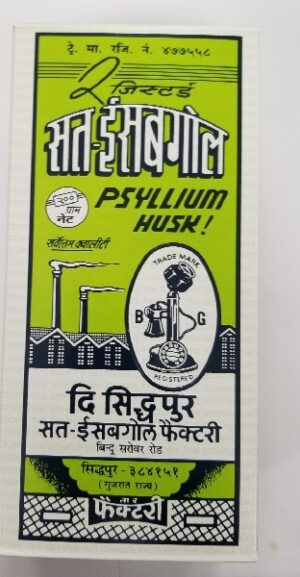 ट्रे. मा. रजि. नं. ४७७५५८
रजिस्टर्ड
सत-ईसबगोल
PSYLLIUM
HUSK!
२००
ग्राम
नेट
सर्वोत्तम क्वालीटी
TRADE MARK
B G
REGISTERED
दि सिद्धपुर
सत-ईसबगोल फैक्टरी
बिन्दू सरोवर रोड
सिद्धपुर - ३८४१५१
(गुजरात राज्य)
फैक्टरी